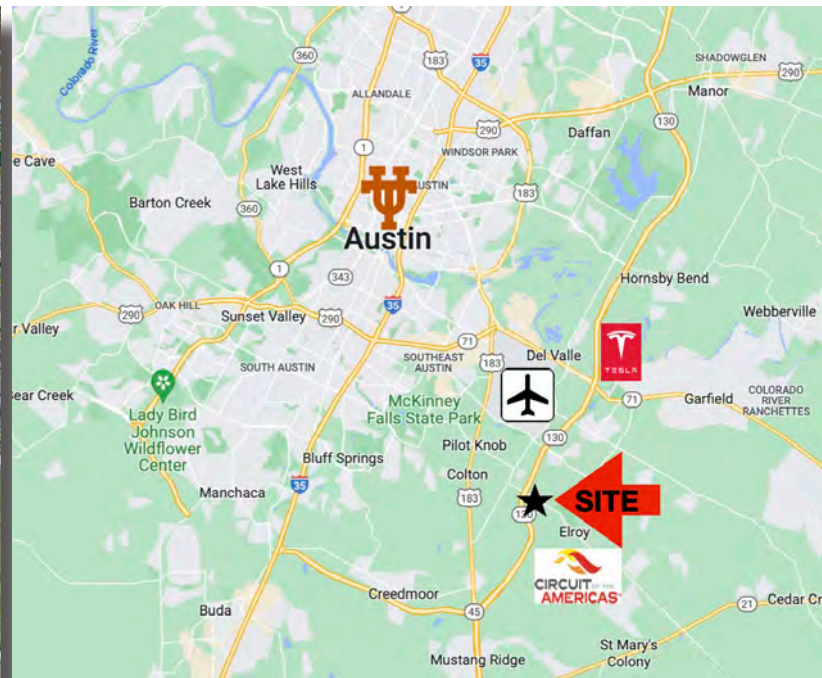 Colorado River
360
183
35
SHADOWGLEN
290
Manor
ALLANDALE
1
290
130
WINDSOR PARK
Daffan
e Cave
West
Lake Hills
UT
USTIN
183
Barton Creek
360
Austin
1
343
Hornsby Bend
OAK HILL
290
Sunset Valley
290
35
Webberville
r Valley
71
SOUTHEAST
AUSTIN
183
Del Valle
TESLA
SOUTH AUSTIN
71
Garfield
COLORADO
RIVER
RANCHETTES
ear Creek
Lady Bird
Johnson
Wildflower
Center
McKinney
Falls State Park
130
Pilot Knob
Bluff Springs
Colton
35
Manchaca
183
SITE
130
Elroy
CIRCUIT OF THE
AMERICAS
Creedmoor
45
21
Cedar Cr
Buda
Mustang Ridge
St Mary's
Colony